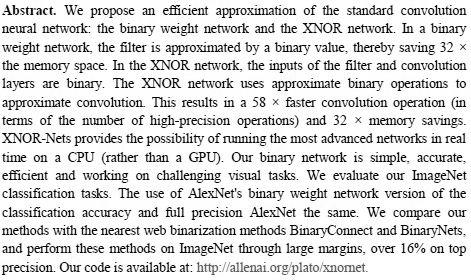 Abstract. We propose an efficient approximation of the standard convolution
neural network: the binary weight network and the XNOR network. In a binary
weight network, the filter is approximated by a binary value, thereby saving 32 ×
the memory space. In the XNOR network, the inputs of the filter and convolution
layers are binary. The XNOR network uses approximate binary operations to
approximate convolution. This results in a 58 × faster convolution operation (in
terms of the number of high-precision operations) and 32 × memory savings.
XNOR-Nets provides the possibility of running the most advanced networks in real
time on a CPU (rather than a GPU). Our binary network is simple, accurate,
efficient and working on challenging visual tasks. We evaluate our ImageNet
classification tasks. The use of AlexNet's binary weight network version of the
classification accuracy and full precision AlexNet the same. We compare our
methods with the nearest web binarization methods BinaryConnect and BinaryNets,
and perform these methods on ImageNet through large margins, over 16% on top
precision. Our code is available at: http://allenai.org/plato/xnornet.